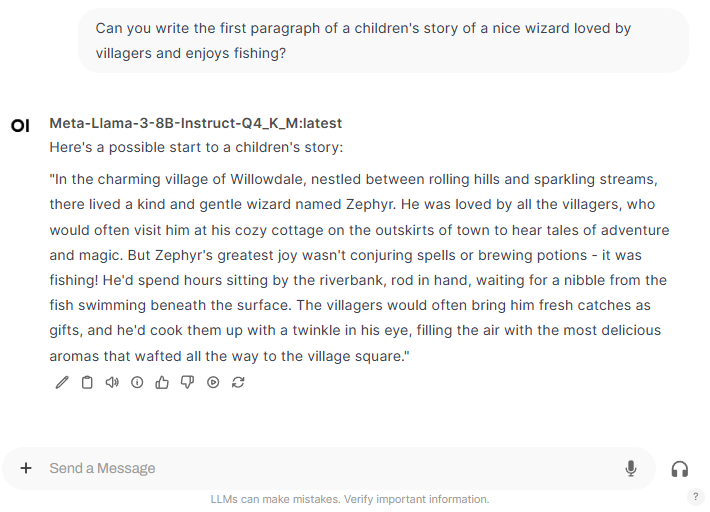 Can you write the first paragraph of a children's story of a nice wizard loved by
villagers and enjoys fishing?
OI
Meta-Llama-3-8B-Instruct-Q4_K_M:latest
Here's a possible start to a children's story:
"In the charming village of Willowdale, nestled between rolling hills and sparkling streams,
there lived a kind and gentle wizard named Zephyr. He was loved by all the villagers, who
would often visit him at his cozy cottage on the outskirts of town to hear tales of adventure
and magic. But Zephyr's greatest joy wasn't conjuring spells or brewing potions - it was
fishing! He'd spend hours sitting by the riverbank, rod in hand, waiting for a nibble from the
fish swimming beneath the surface. The villagers would often bring him fresh catches as
gifts, and he'd cook them up with a twinkle in his eye, filling the air with the most delicious
aromas that wafted all the way to the village square."
Send a Message
LLMs can make mistakes. Verify important information.
?